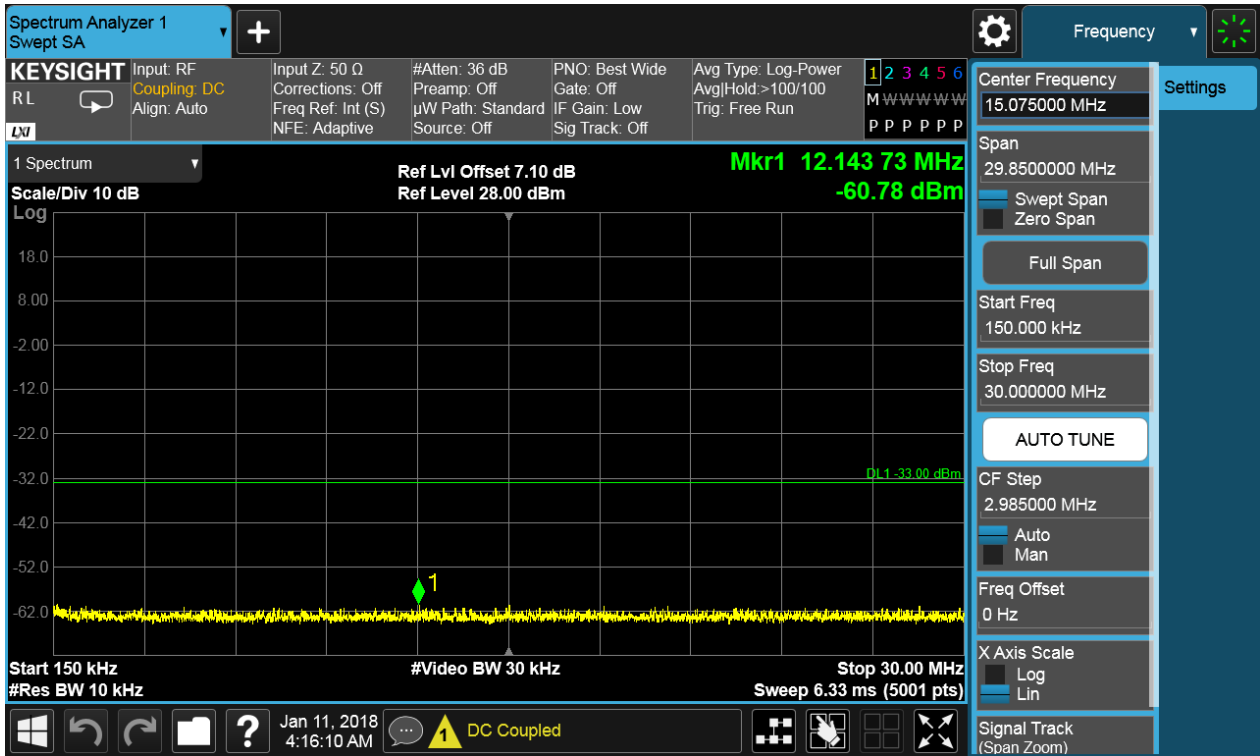 Spectrum Analyzer 1
Swept SA
+
Frequency
KEYSIGHT
RL
LXI
Input: RF
Coupling: DC
Align: Auto
Input Z: 50 Ω
Corrections: Off
Freq Ref: Int (S)
NFE: Adaptive
#Atten: 36 dB
Preamp: Off
µW Path: Standard
Source: Off
PNO: Best Wide
Gate: Off
IF Gain: Low
Sig Track: Off
Avg Type: Log-Power
Avg|Hold:>100/100
Trig: Free Run
1 2 3 4 5 6
M W W W W W
P P P P P P
1 Spectrum
Scale/Div 10 dB
Log
Ref Lvl Offset 7.10 dB
Ref Level 28.00 dBm
Mkr1 12.143 73 MHz
-60.78 dBm
18.0
8.00
-2.00
-12.0
-22.0
-32.0
-42.0
-52.0
-62.0
DL1 -33.00 dBm
1
Start 150 kHz
#Res BW 10 kHz
#Video BW 30 kHz
Stop 30.00 MHz
Sweep 6.33 ms (5001 pts)
Center Frequency
15.075000 MHz
Span
29.8500000 MHz
Swept Span
Zero Span
Full Span
Start Freq
150.000 kHz
Stop Freq
30.000000 MHz
AUTO TUNE
CF Step
2.985000 MHz
Auto
Man
Freq Offset
0 Hz
X Axis Scale
Log
Lin
Signal Track
(Span Zoom)
Settings
?
Jan 11, 2018
4:16:10 AM
1
DC Coupled